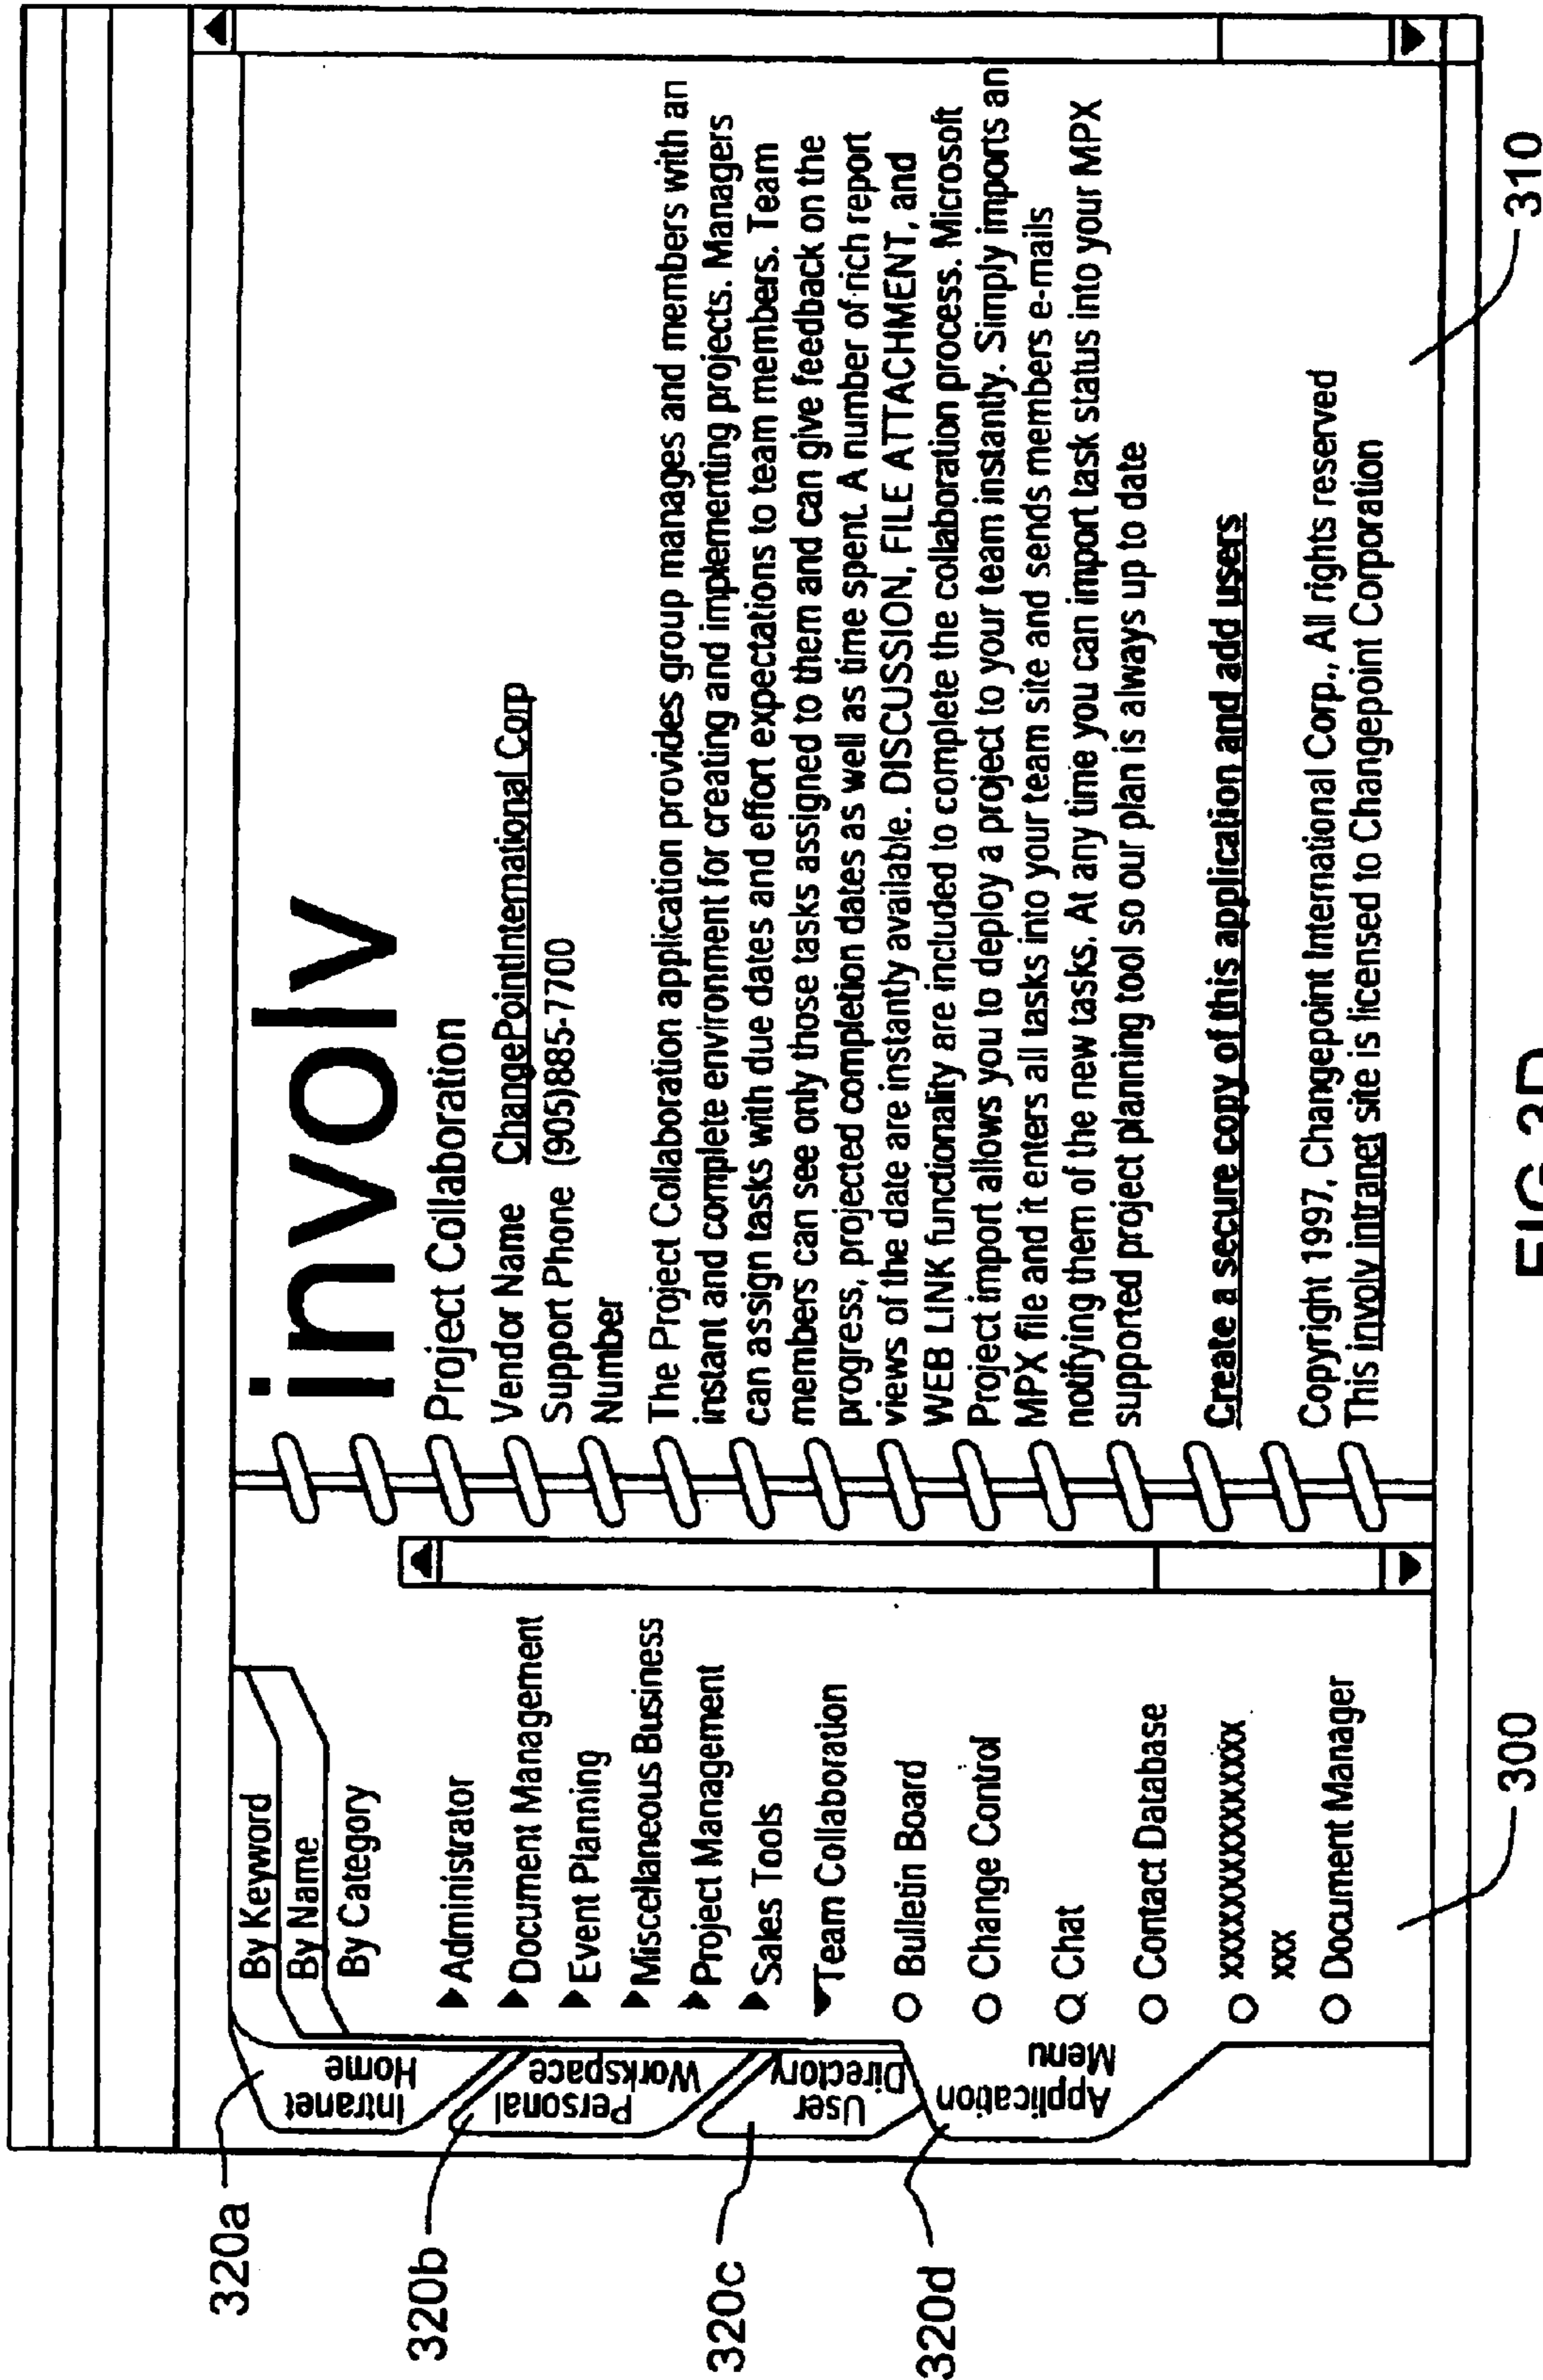 320a
320b
320c
320d
Intranet
Home
Personal
Workspace
User
Directory
Application
Menu
By Keyword
By Name
By Category
Administrator
Document Management
Event Planning
Miscellaneous Business
Project Management
Sales Tools
Team Collaboration
Bulletin Board
Change Control
Chat
Contact Database
xxxxxxxxxxxxxxx
xxx
Document Manager
involv
Project Collaboration
Vendor Name ChangePointInternational Corp
Support Phone (905)885-7700
Number
The Project Collaboration application provides group manages and members with an
instant and complete environment for creating and implementing projects. Managers
can assign tasks with due dates and effort expectations to team members. Team
members can see only those tasks assigned to them and can give feedback on the
progress, projected completion dates as well as time spent. A number of rich report
views of the date are instantly available. DISCUSSION, FILE ATTACHMENT, and
WEB LINK functionality are included to complete the collaboration process. Microsoft
Project import allows you to deploy a project to your team instantly. Simply imports an
MPX file and it enters all tasks into your team site and sends members e-mails
notifying them of the new tasks. At any time you can import task status into your MPX
supported project planning tool so our plan is always up to date
Create a secure copy of this application and add users
Copyright 1997, Changepoint International Corp., All rights reserved
This involv intranet site is licensed to Changepoint Corporation
300
310